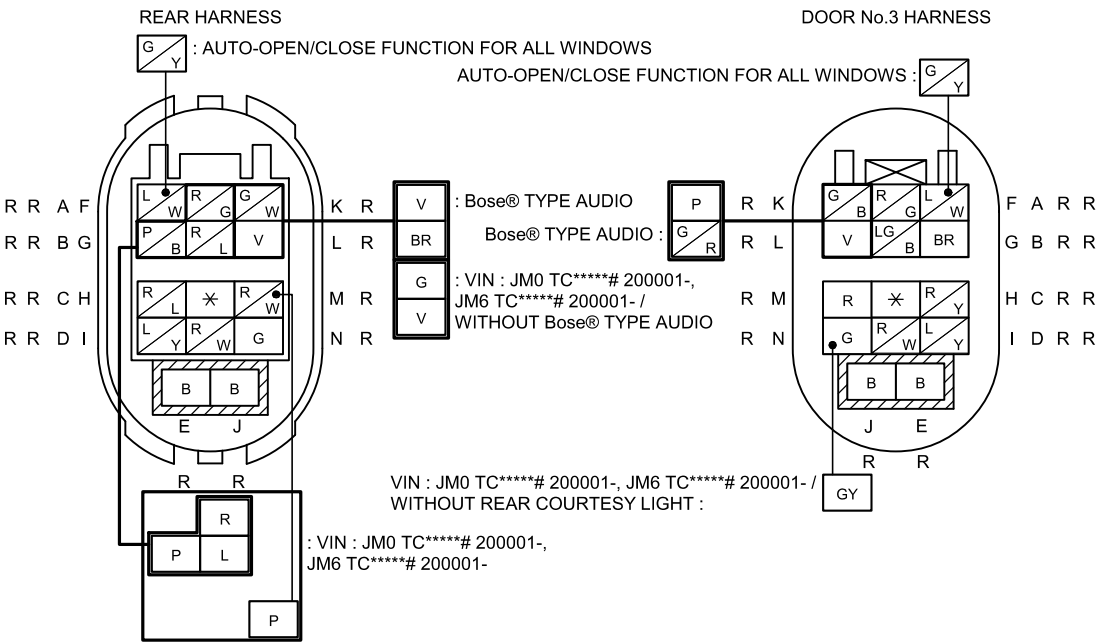 REAR HARNESS
DOOR No.3 HARNESS
G Y : AUTO-OPEN/CLOSE FUNCTION FOR ALL WINDOWS
AUTO-OPEN/CLOSE FUNCTION FOR ALL WINDOWS : G Y
R R A F L W R G G W K R V : Bose® TYPE AUDIO P R K G B R G L W F A R R
R R B G P B R L V L R BR Bose® TYPE AUDIO : G R R L V LG B BR G B R R
G : VIN : JM0 TC*****# 200001-,
R R C H R L * R W M R JM6 TC*****# 200001- / R M R * R Y H C R R
V WITHOUT Bose® TYPE AUDIO
R R D I L Y R W G N R R N G R W L Y I D R R
B B B B
E J J E
R R R R
VIN : JM0 TC*****# 200001-, JM6 TC*****# 200001- / GY
WITHOUT REAR COURTESY LIGHT :
R
P L : VIN : JM0 TC*****# 200001-,
JM6 TC*****# 200001-
P